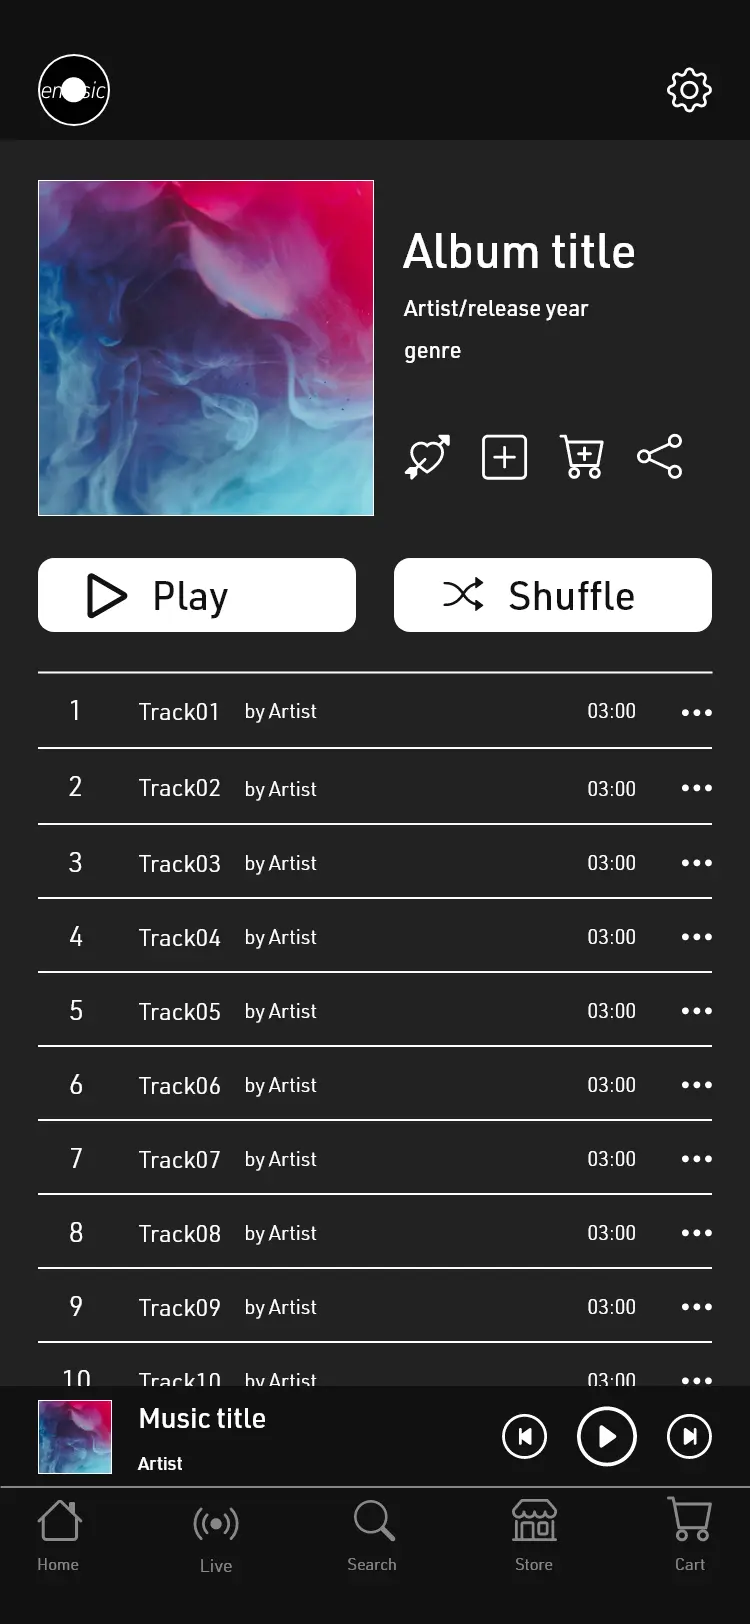 Album title
Artist/release year
genre
Play
Shuffle
1 Track01 by Artist 03:00
2 Track02 by Artist 03:00
3 Track03 by Artist 03:00
4 Track04 by Artist 03:00
5 Track05 by Artist 03:00
6 Track06 by Artist 03:00
7 Track07 by Artist 03:00
8 Track08 by Artist 03:00
9 Track09 by Artist 03:00
10 Track10 by Artist 03:00
Music title
Artist
Home Live Search Store Cart